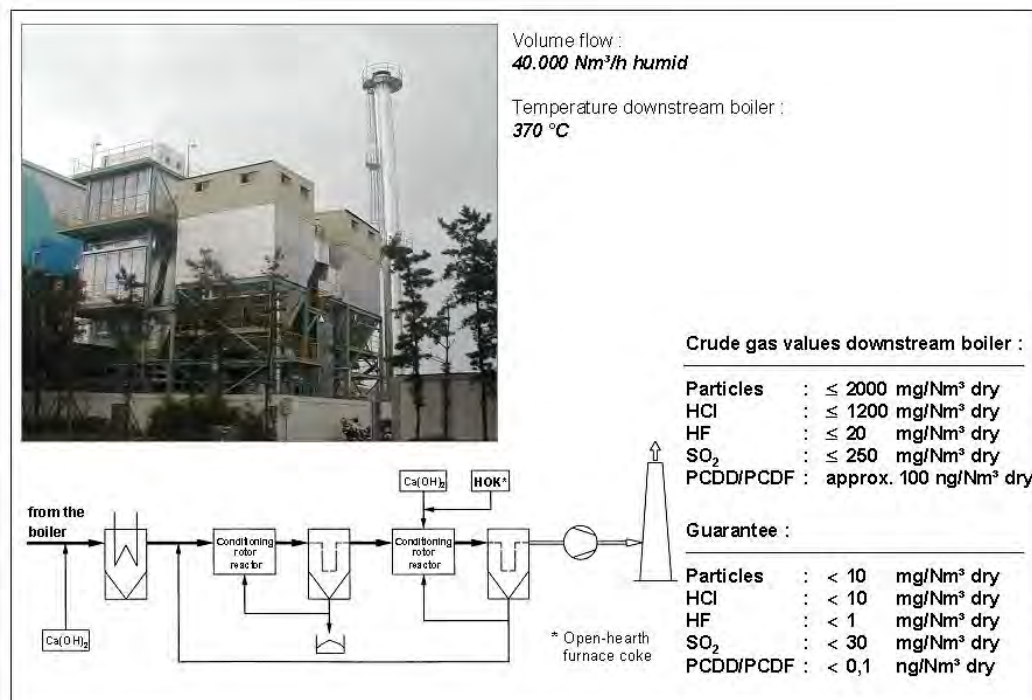 Volume flow :
40.000 Nm³/h humid
Temperature downstream boiler :
370 °C
Crude gas values downstream boiler :
Particles : ≤ 2000 mg/Nm³ dry
HCl : ≤ 1200 mg/Nm³ dry
HF : ≤ 20 mg/Nm³ dry
SO₂ : ≤ 250 mg/Nm³ dry
PCDD/PCDF : approx. 100 ng/Nm³ dry
Guarantee :
Particles : < 10 mg/Nm³ dry
HCl : < 10 mg/Nm³ dry
HF : < 1 mg/Nm³ dry
SO₂ : < 30 mg/Nm³ dry
PCDD/PCDF : < 0,1 ng/Nm³ dry
Ca(OH)₂
HOK*
from the
boiler
Conditioning
rotor
reactor
Conditioning
rotor
reactor
Ca(OH)₂
* Open-hearth
furnace coke